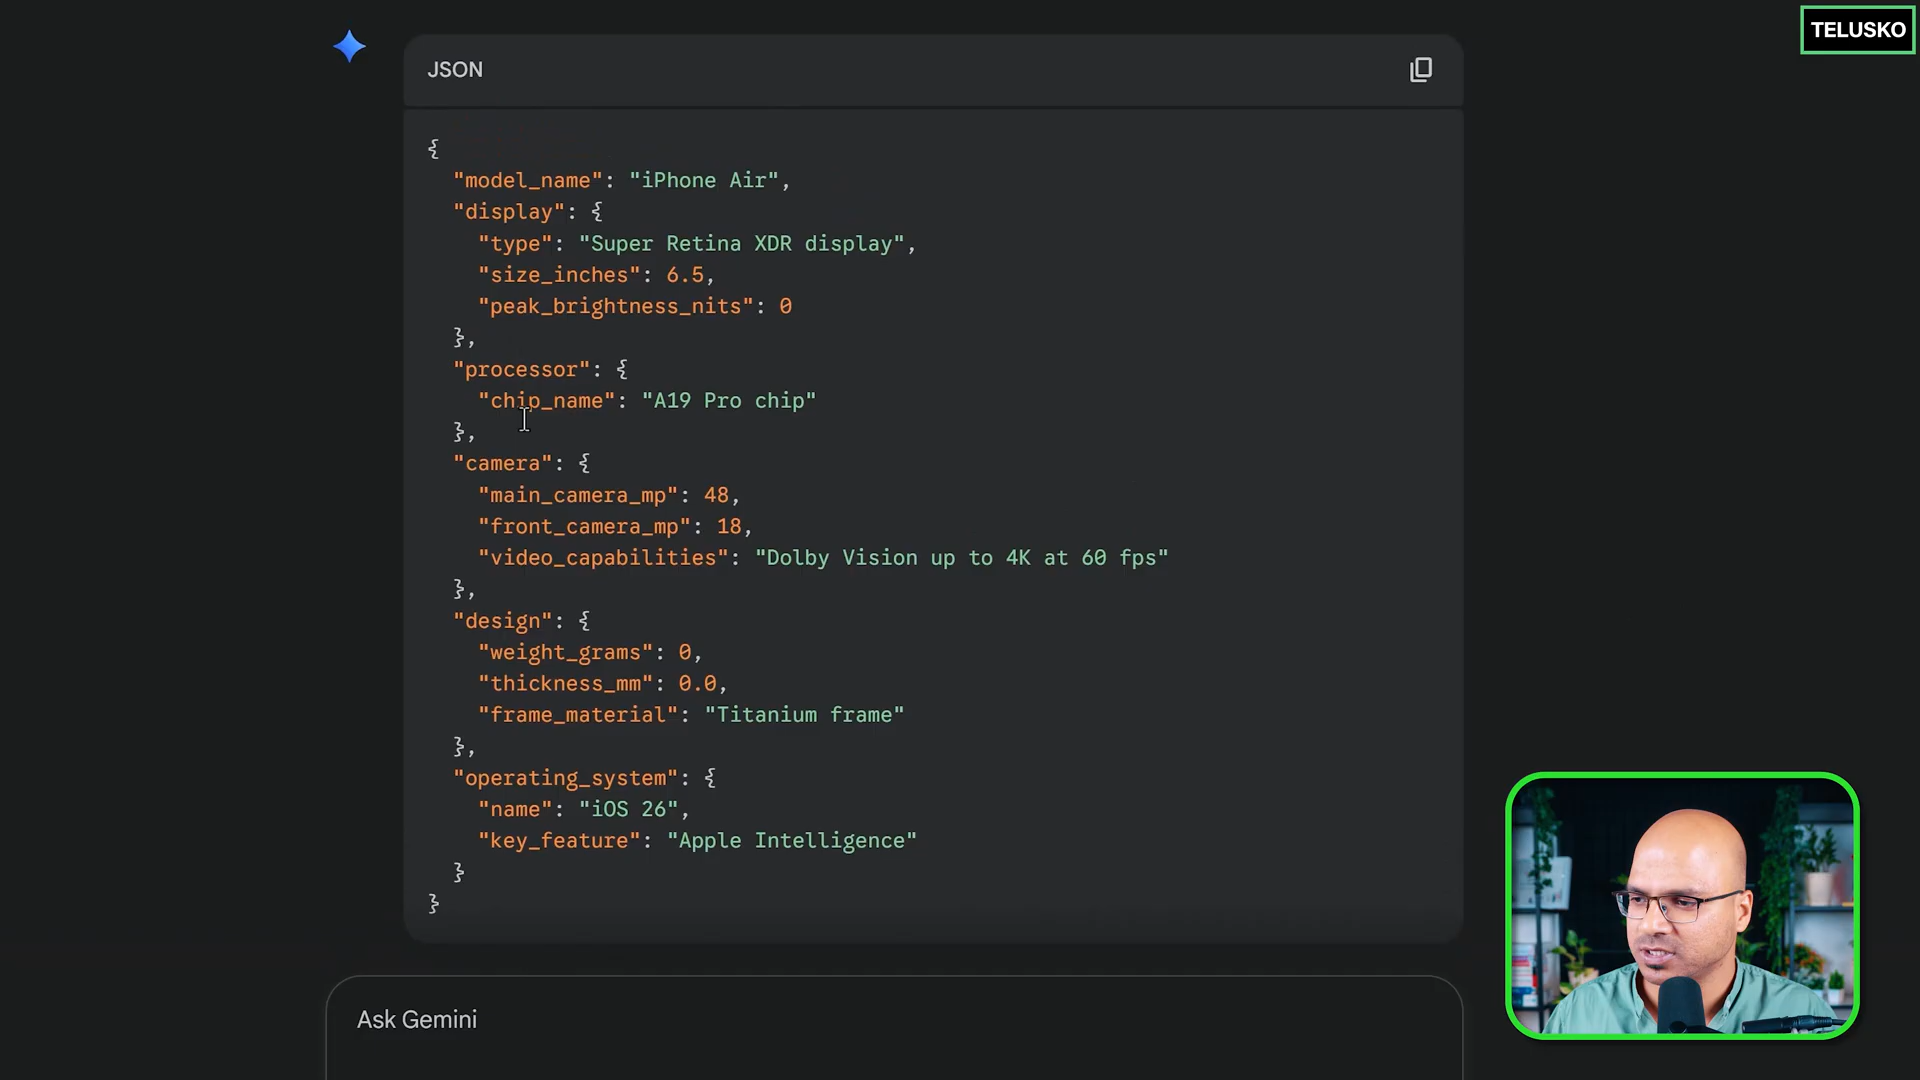 TELUSKO
JSON
{
  "model_name": "iPhone Air",
  "display": {
    "type": "Super Retina XDR display",
    "size_inches": 6.5,
    "peak_brightness_nits": 0
  },
  "processor": {
    "chip_name": "A19 Pro chip"
  },
  "camera": {
    "main_camera_mp": 48,
    "front_camera_mp": 18,
    "video_capabilities": "Dolby Vision up to 4K at 60 fps"
  },
  "design": {
    "weight_grams": 0,
    "thickness_mm": 0.0,
    "frame_material": "Titanium frame"
  },
  "operating_system": {
    "name": "iOS 26",
    "key_feature": "Apple Intelligence"
  }
}
Ask Gemini